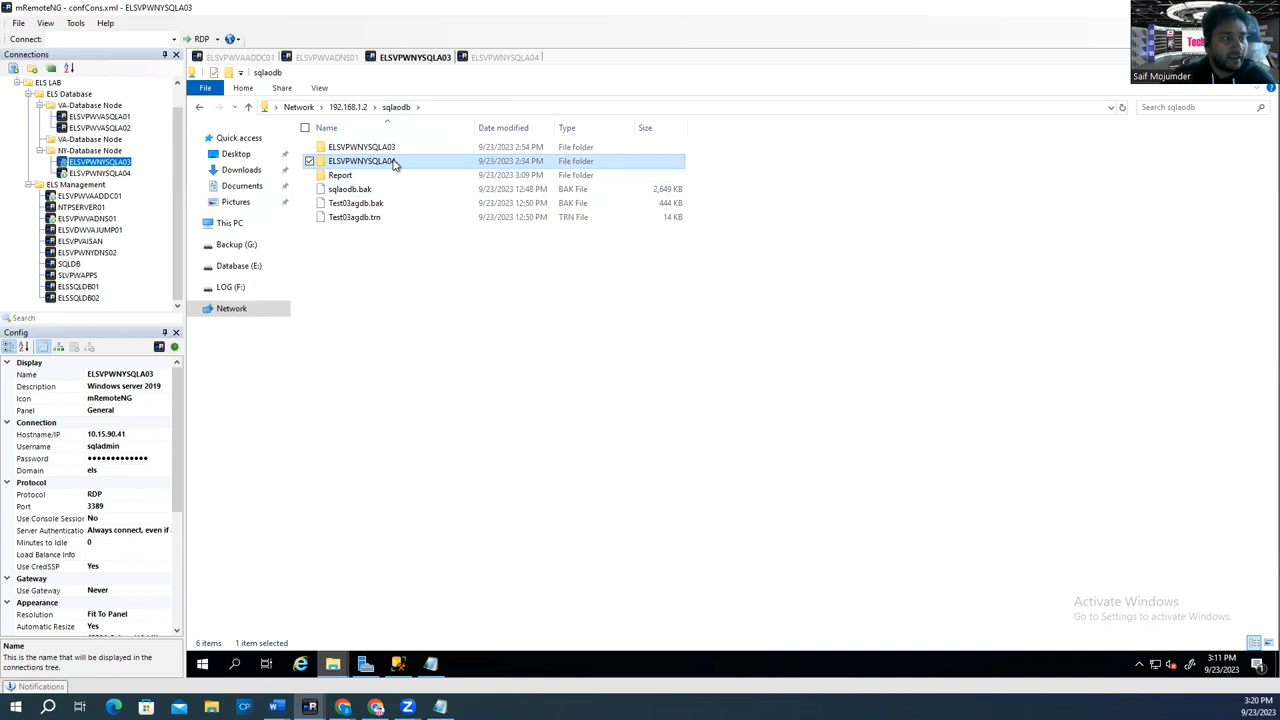 mRemoteNG - confCons.xml - ELSVPWNYSQLA03
File View Tools Help
Connect: RDP
Connections
ELS LAB
ELS Database
VA-Database Node
ELSVPWVASQLA01
ELSVPWVASQLA02
VA-Database Node
NY-Database Node
ELSVPWNYSQLA03
ELSVPWNYSQLA04
ELS Management
ELSVPWVAADDC01
NTPSERVER01
ELSVPWVADNS01
ELSVDWVAJUMP01
ELSVPVAISAN
ELSVPWNYDNS02
SQLDB
SLVPWAPPS
ELSSQLDB01
ELSSQLDB02
Search
Config
Display
Name ELSVPWNYSQLA03
Description Windows server 2019
Icon mRemoteNG
Panel General
Connection
Hostname/IP 10.15.90.41
Username sqladmin
Password ●●●●●●●●●●●●●
Domain els
Protocol
Protocol RDP
Port 3389
Use Console Session No
Server Authentication Always connect, even if
Minutes to Idle 0
Load Balance Info
Use CredSSP Yes
Gateway
Use Gateway Never
Appearance
Resolution Fit To Panel
Automatic Resize Yes
Name
This is the name that will be displayed in the connections tree.
Notifications
ELSVPWVAADDC01 ELSVPWVADNS01 ELSVPWNYSQLA03 ELSVPWNYSQLA04
sqlaodb
File Home Share View
Network 192.168.1.2 sqlaodb
Search sqlaodb
Quick access
Desktop
Downloads
Documents
Pictures
This PC
Backup (G:)
Database (E:)
LOG (F:)
Network
Name Date modified Type Size
ELSVPWNYSQLA03 9/23/2023 2:54 PM File folder
ELSVPWNYSQLA04 9/23/2023 2:34 PM File folder
Report 9/23/2023 3:09 PM File folder
sqlaodb.bak 9/23/2023 12:48 PM BAK File 2,649 KB
Test03agdb.bak 9/23/2023 12:50 PM BAK File 444 KB
Test03agdb.trn 9/23/2023 12:50 PM TRN File 14 KB
Activate Windows
Go to Settings to activate Windows.
6 items 1 item selected
3:11 PM
9/23/2023
Saif Mojumder
3:20 PM
9/23/2023